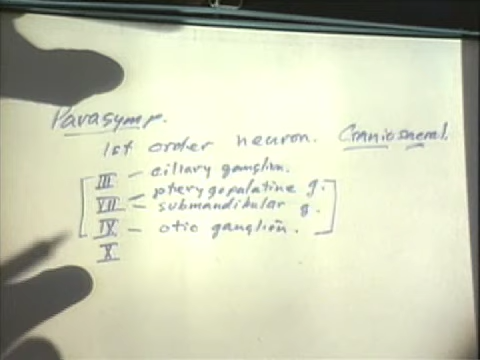 Parasymp.
1st order neuron. Craniosacral.
III - ciliary ganglion.
VII - pterygopalatine g.
- submandibular g.
IX - otic ganglion.
X